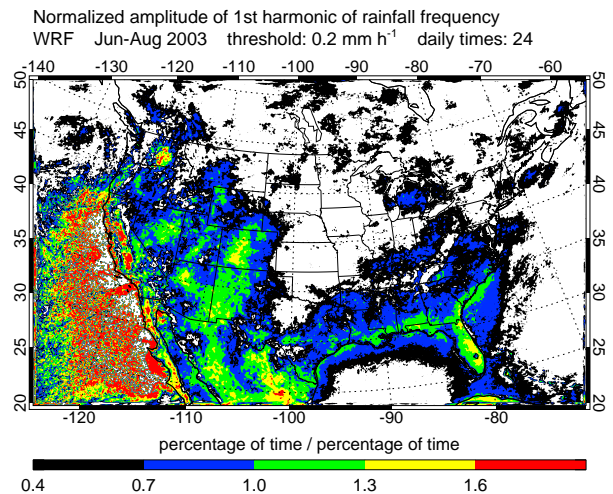 Normalized amplitude of 1st harmonic of rainfall frequency
WRF Jun-Aug 2003 threshold: 0.2 mm h⁻¹ daily times: 24
-140 -130 -120 -110 -100 -90 -80 -70 -60
50 50
45 45
40 40
35 35
30 30
25 25
20 20
-120 -110 -100 -90 -80
percentage of time / percentage of time
0.4 0.7 1.0 1.3 1.6